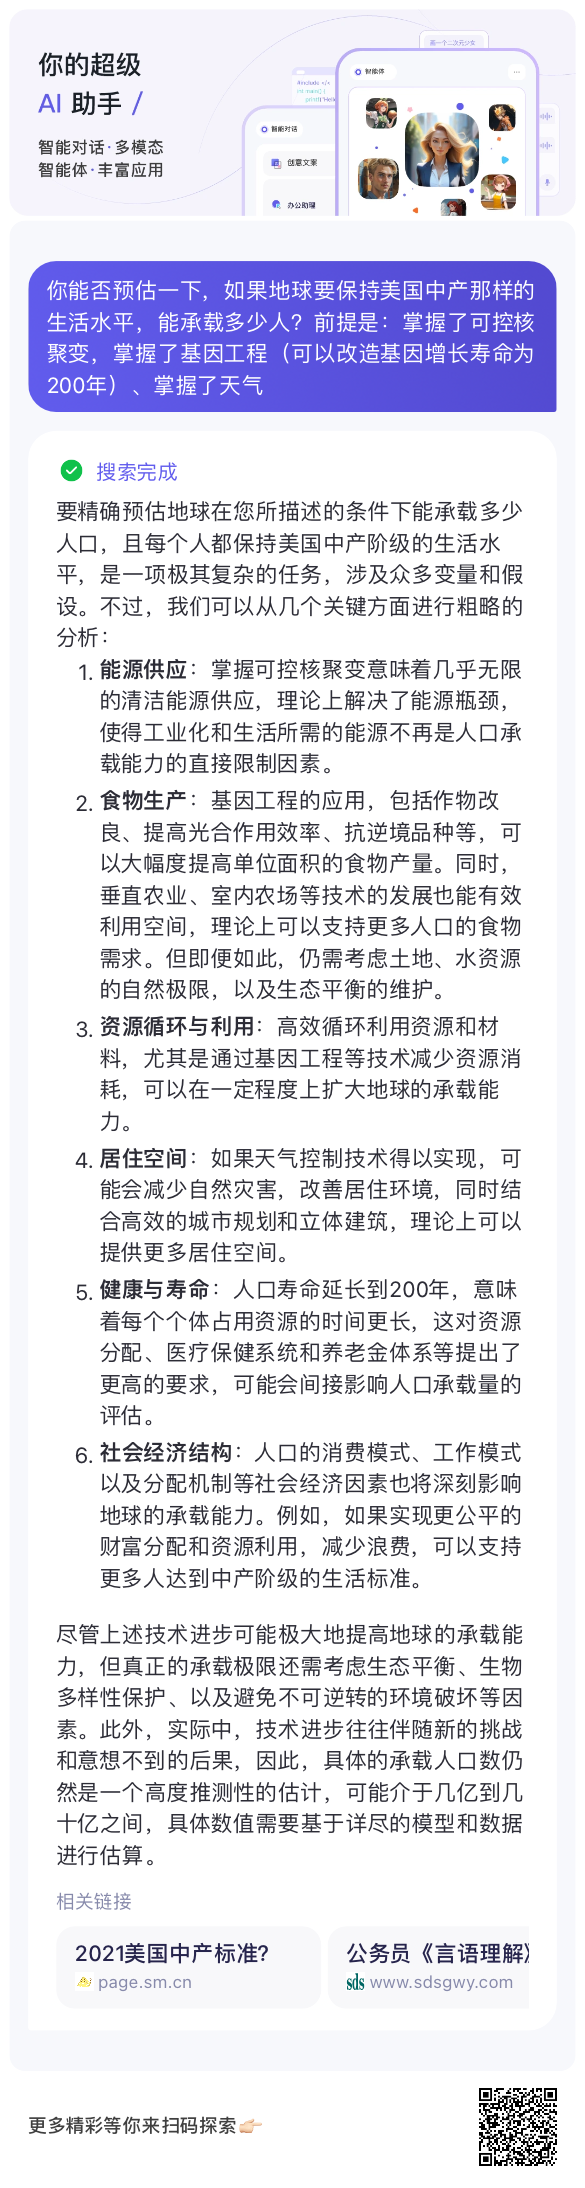 你的超级
AI 助手 /
智能对话·多模态
智能体·丰富应用
#include </>
画一个二次元少女
智能体
智能对话
创意文案
办公助理
你能否预估一下，如果地球要保持美国中产那样的
生活水平，能承载多少人？前提是：掌握了可控核
聚变，掌握了基因工程（可以改造基因增长寿命为
200年）、掌握了天气
搜索完成
要精确预估地球在您所描述的条件下能承载多少
人口，且每个人都保持美国中产阶级的生活水
平，是一项极其复杂的任务，涉及众多变量和假
设。不过，我们可以从几个关键方面进行粗略的
分析：
1. 能源供应：掌握可控核聚变意味着几乎无限
的清洁能源供应，理论上解决了能源瓶颈，
使得工业化和生活所需的能源不再是人口承
载能力的直接限制因素。
2. 食物生产：基因工程的应用，包括作物改
良、提高光合作用效率、抗逆境品种等，可
以大幅度提高单位面积的食物产量。同时，
垂直农业、室内农场等技术的发展也能有效
利用空间，理论上可以支持更多人口的食物
需求。但即便如此，仍需考虑土地、水资源
的自然极限，以及生态平衡的维护。
3. 资源循环与利用：高效循环利用资源和材
料，尤其是通过基因工程等技术减少资源消
耗，可以在一定程度上扩大地球的承载能
力。
4. 居住空间：如果天气控制技术得以实现，可
能会减少自然灾害，改善居住环境，同时结
合高效的城市规划和立体建筑，理论上可以
提供更多居住空间。
5. 健康与寿命：人口寿命延长到200年，意味
着每个个体占用资源的时间更长，这对资源
分配、医疗保健系统和养老金体系等提出了
更高的要求，可能会间接影响人口承载量的
评估。
6. 社会经济结构：人口的消费模式、工作模式
以及分配机制等社会经济因素也将深刻影响
地球的承载能力。例如，如果实现更公平的
财富分配和资源利用，减少浪费，可以支持
更多人达到中产阶级的生活标准。
尽管上述技术进步可能极大地提高地球的承载能
力，但真正的承载极限还需考虑生态平衡、生物
多样性保护、以及避免不可逆转的环境破坏等因
素。此外，实际中，技术进步往往伴随新的挑战
和意想不到的后果，因此，具体的承载人口数仍
然是一个高度推测性的估计，可能介于几亿到几
十亿之间，具体数值需要基于详尽的模型和数据
进行估算。
相关链接
2021美国中产标准?
page.sm.cn
公务员《言语理解》
sds www.sdsgwy.com
更多精彩等你来扫码探索👉🏻